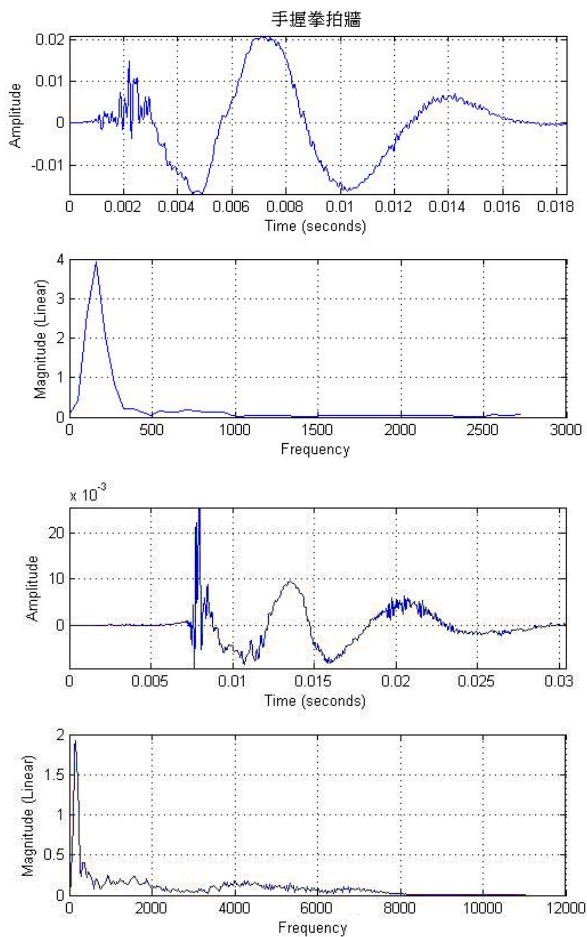 手握拳拍牆
0.02
0.01
0
-0.01
Amplitude
0 0.002 0.004 0.006 0.008 0.01 0.012 0.014 0.016 0.018
Time (seconds)
4
3
2
1
0
Magnitude (Linear)
0 500 1000 1500 2000 2500 3000
Frequency
x 10-3
20
10
0
Amplitude
0 0.005 0.01 0.015 0.02 0.025 0.03
Time (seconds)
2
1.5
1
0.5
0
Magnitude (Linear)
0 2000 4000 6000 8000 10000 12000
Frequency